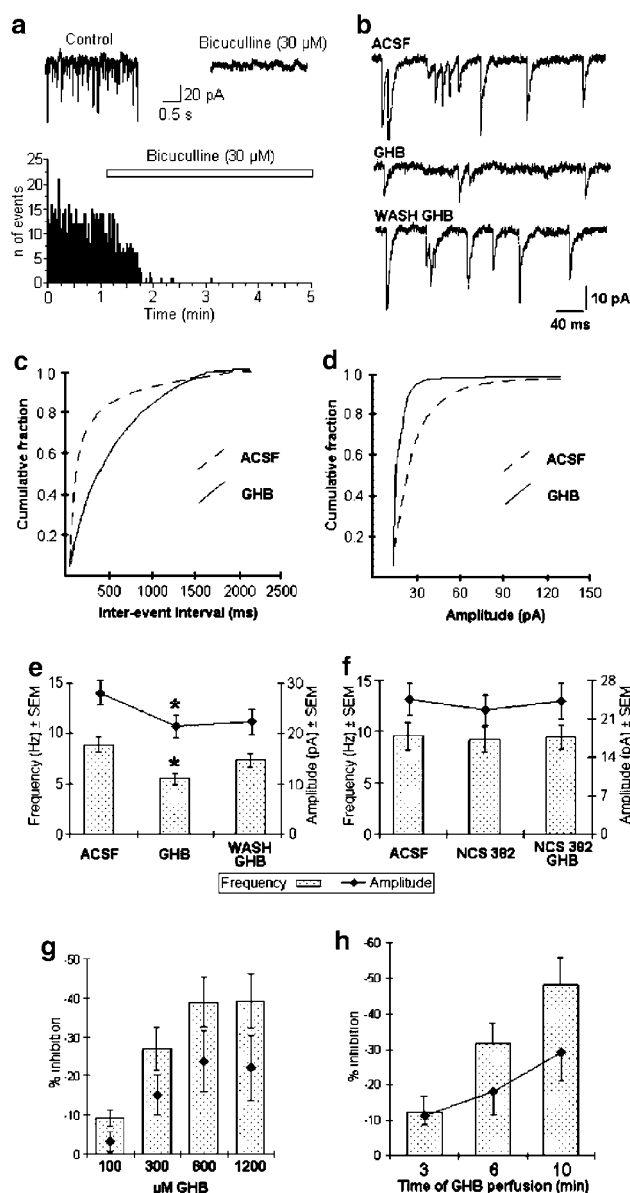 a
Control
Bicuculline (30 µM)
20 pA
0.5 s
Bicuculline (30 µM)
n of events
25
20
15
10
5
0
0 1 2 3 4 5
Time (min)
b
ACSF
GHB
WASH GHB
10 pA
40 ms
c
Cumulative fraction
1.0
0.8
0.6
0.4
0.2
ACSF
GHB
500 1000 1500 2000 2500
Inter-event interval (ms)
d
Cumulative fraction
1.0
0.8
0.6
0.4
0.2
ACSF
GHB
30 60 90 120 150
Amplitude (pA)
e
Frequency (Hz) ± SEM
15
10
5
0
*
*
30
20
10
0
Amplitude (pA) ± SEM
ACSF GHB WASH GHB
f
Frequency (Hz) ± SEM
15
10
5
0
28
21
14
7
0
Amplitude (pA) ± SEM
ACSF NCS 382 NCS 382 GHB
Frequency Amplitude
g
% inhibition
-50
-40
-30
-20
-10
0
100 300 600 1200
µM GHB
h
% inhibition
-60
-50
-40
-30
-20
-10
3 6 10
Time of GHB perfusion (min)